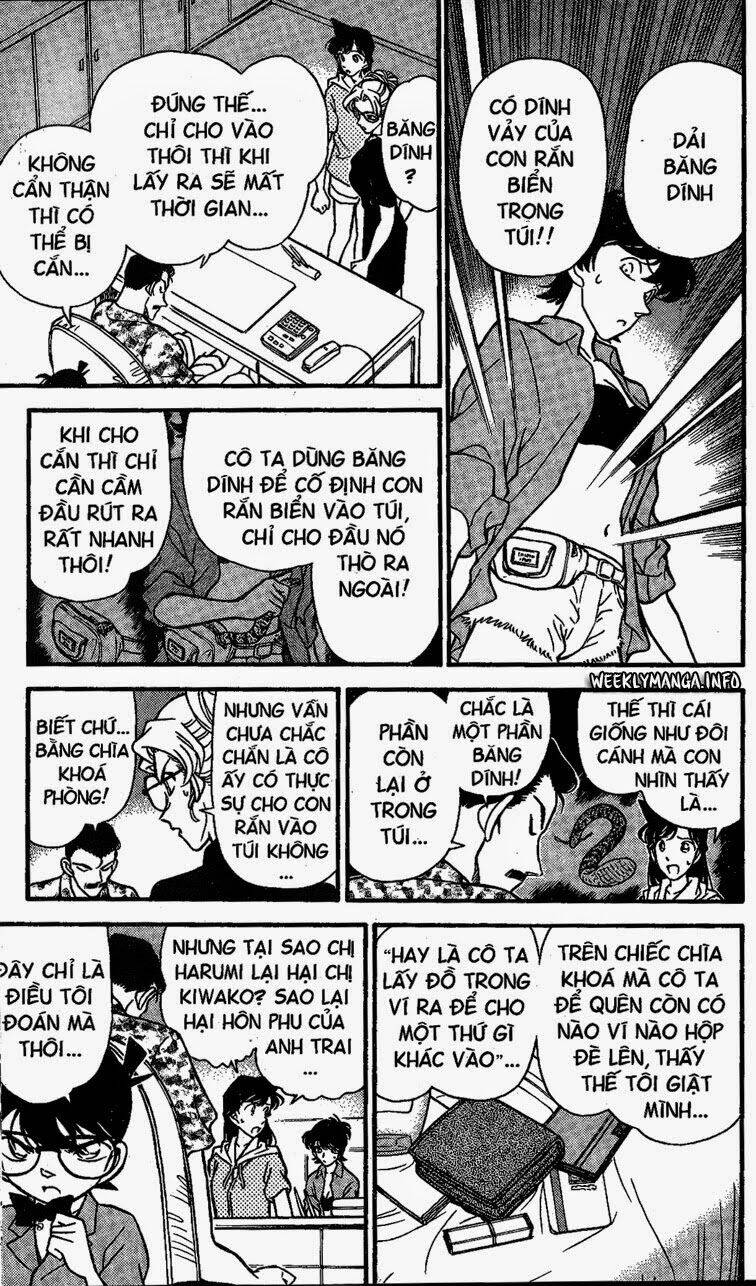 DẢI
BĂNG
DÍNH
CÓ DÍNH
VẢY CỦA
CON RẮN
BIỂN
TRONG
TÚI!!
BĂNG
DÍNH
?
ĐÚNG THẾ...
CHỈ CHO VÀO
THÔI THÌ KHI
LẤY RA SẼ MẤT
THỜI GIAN...
KHÔNG
CẨN THẬN
THÌ CÓ
THỂ BỊ
CẮN...
CÔ TA DÙNG BĂNG
DÍNH ĐỂ CỐ ĐỊNH CON
RẮN BIỂN VÀO TÚI,
CHỈ CHO ĐẦU NÓ
THÒ RA
NGOÀI!
KHI CHO
CẮN THÌ CHỈ
CẦN CẦM
ĐẦU RÚT RA
RẤT NHANH
THÔI!
WEEKLYMANGA.INFO
THẾ THÌ CÁI
GIỐNG NHƯ ĐÔI
CÁNH MÀ CON
NHÌN THẤY
LÀ...
CHẮC LÀ
MỘT PHẦN
BĂNG
DÍNH!
PHẦN
CÒN
LẠI Ở
TRONG
TÚI...
NHƯNG VẪN
CHƯA CHẮC
CHẮN LÀ CÔ
ẤY CÓ THỰC
SỰ CHO CON
RẮN VÀO
TÚI KHÔNG
...
BIẾT CHỨ...
BẰNG CHÌA
KHOÁ
PHÒNG!
TRÊN CHIẾC CHÌA
KHOÁ MÀ CÔ TA
ĐỂ QUÊN CÒN CÓ
NÀO VÍ NÀO HỘP
ĐÈ LÊN, THẤY
THẾ TÔI GIẬT
MÌNH...
"HAY LÀ CÔ TA
LẤY ĐỒ TRONG
VÍ RA ĐỂ CHO
MỘT THỨ GÌ
KHÁC VÀO"...
NHƯNG TẠI SAO CHỊ
HARUMI LẠI HẠI CHỊ
KIWAKO? SAO LẠI
HẠI HÔN PHU CỦA
ANH TRAI
...
ĐÂY CHỈ LÀ
ĐIỀU TÔI
ĐOÁN MÀ
THÔI...